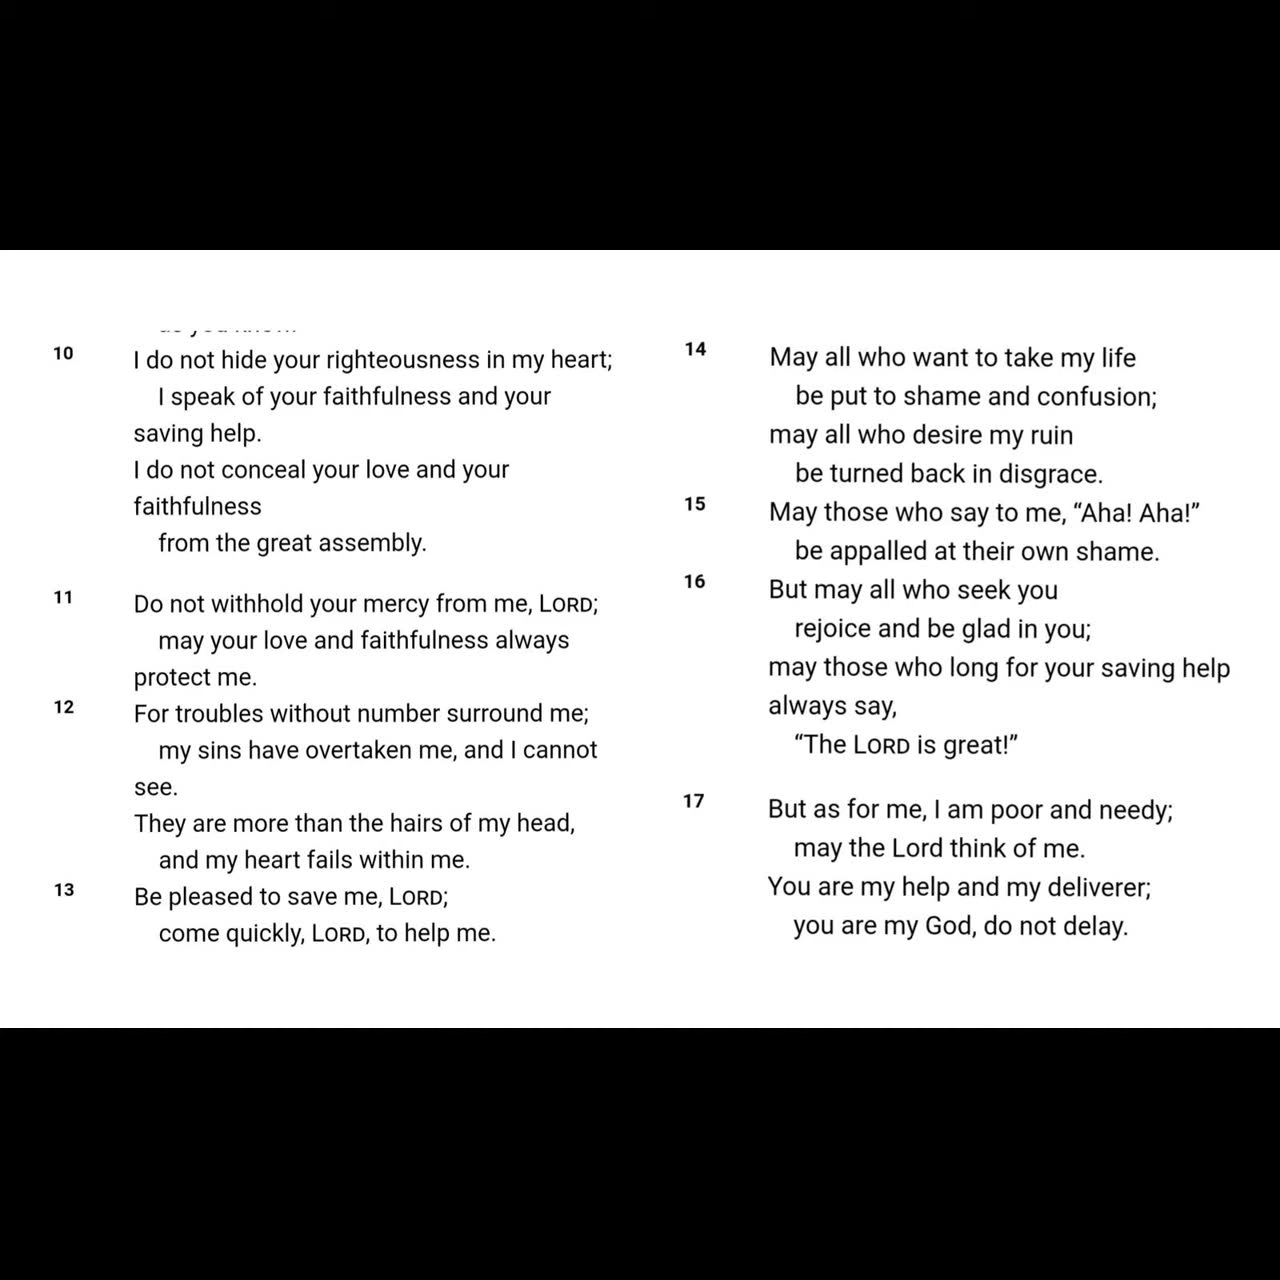 10 I do not hide your righteousness in my heart;
I speak of your faithfulness and your
saving help.
I do not conceal your love and your
faithfulness
from the great assembly.
11 Do not withhold your mercy from me, LORD;
may your love and faithfulness always
protect me.
12 For troubles without number surround me;
my sins have overtaken me, and I cannot
see.
They are more than the hairs of my head,
and my heart fails within me.
13 Be pleased to save me, LORD;
come quickly, LORD, to help me.
14 May all who want to take my life
be put to shame and confusion;
may all who desire my ruin
be turned back in disgrace.
15 May those who say to me, “Aha! Aha!”
be appalled at their own shame.
16 But may all who seek you
rejoice and be glad in you;
may those who long for your saving help
always say,
“The LORD is great!”
17 But as for me, I am poor and needy;
may the Lord think of me.
You are my help and my deliverer;
you are my God, do not delay.